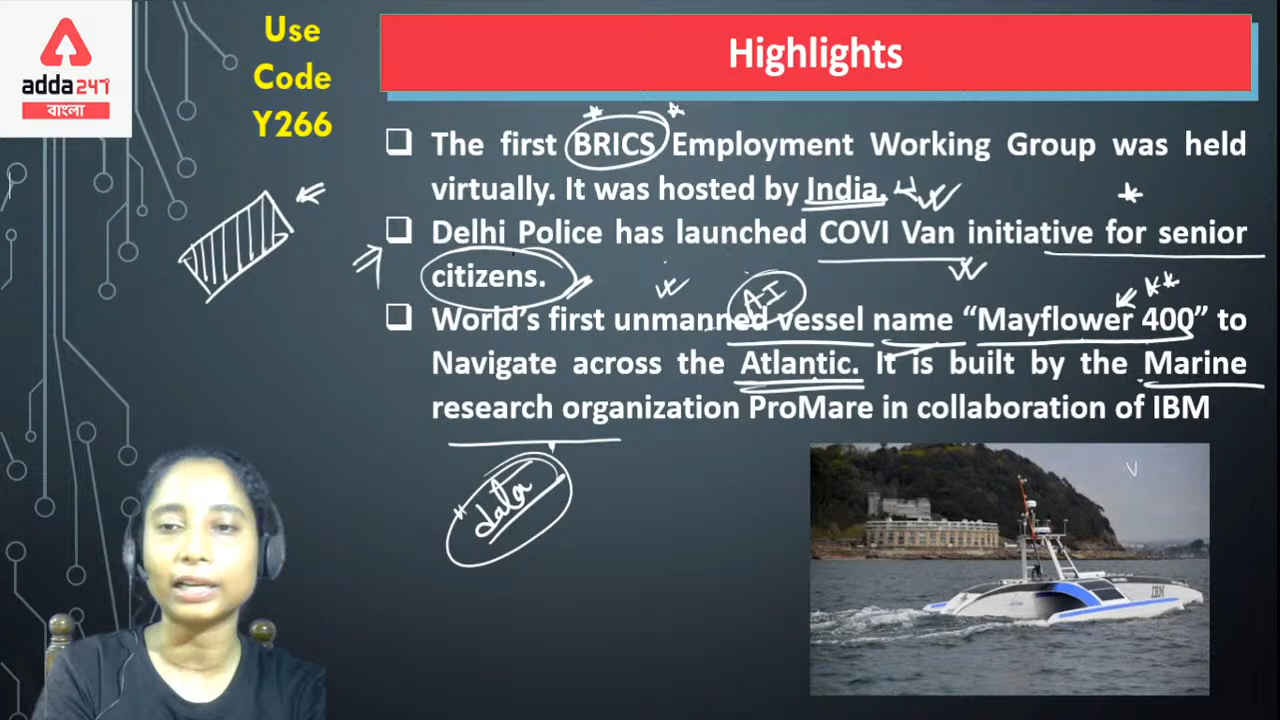 adda247
বাংলা
Use
Code
Y266
Highlights
The first BRICS Employment Working Group was held
virtually. It was hosted by India.
Delhi Police has launched COVI Van initiative for senior
citizens.
AI
World's first unmanned vessel name “Mayflower 400” to
Navigate across the Atlantic. It is built by the Marine
research organization ProMare in collaboration of IBM
data
IBM